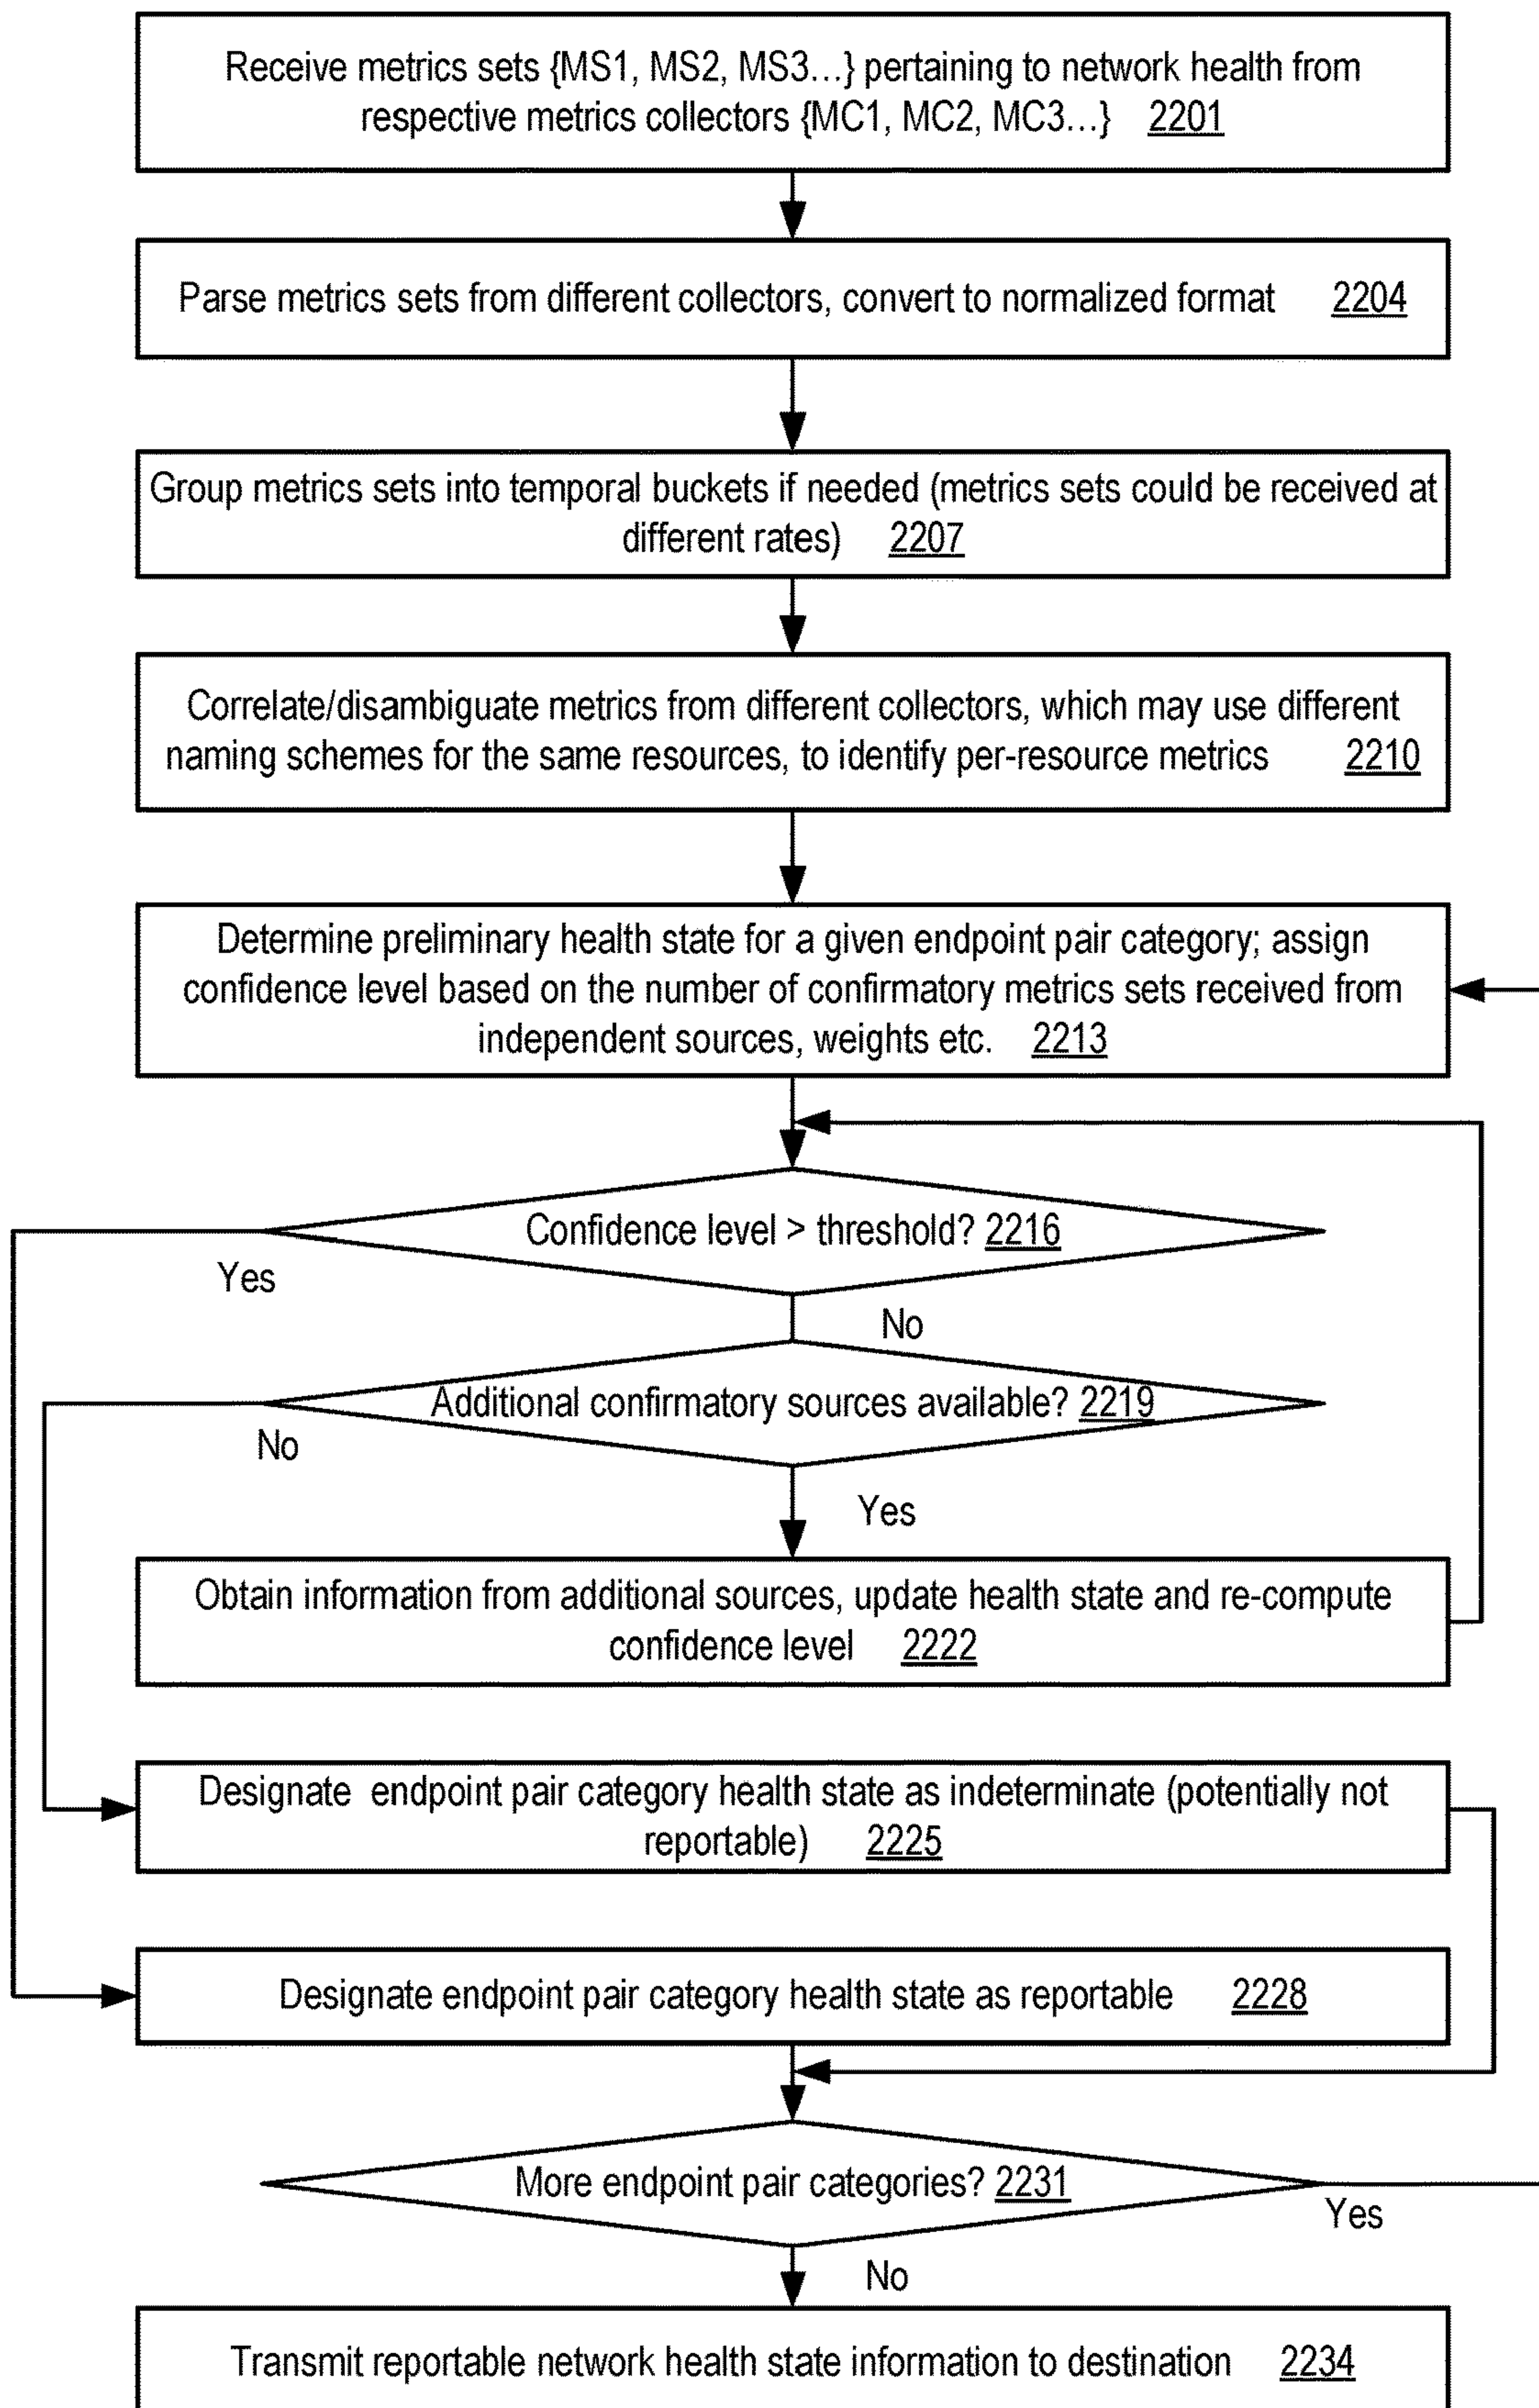 Receive metrics sets {MS1, MS2, MS3...} pertaining to network health from
respective metrics collectors {MC1, MC2, MC3...} 2201
Parse metrics sets from different collectors, convert to normalized format 2204
Group metrics sets into temporal buckets if needed (metrics sets could be received at
different rates) 2207
Correlate/disambiguate metrics from different collectors, which may use different
naming schemes for the same resources, to identify per-resource metrics 2210
Determine preliminary health state for a given endpoint pair category; assign
confidence level based on the number of confirmatory metrics sets received from
independent sources, weights etc. 2213
Confidence level > threshold? 2216
Yes
No
Additional confirmatory sources available? 2219
No
Yes
Obtain information from additional sources, update health state and re-compute
confidence level 2222
Designate endpoint pair category health state as indeterminate (potentially not
reportable) 2225
Designate endpoint pair category health state as reportable 2228
More endpoint pair categories? 2231
Yes
No
Transmit reportable network health state information to destination 2234